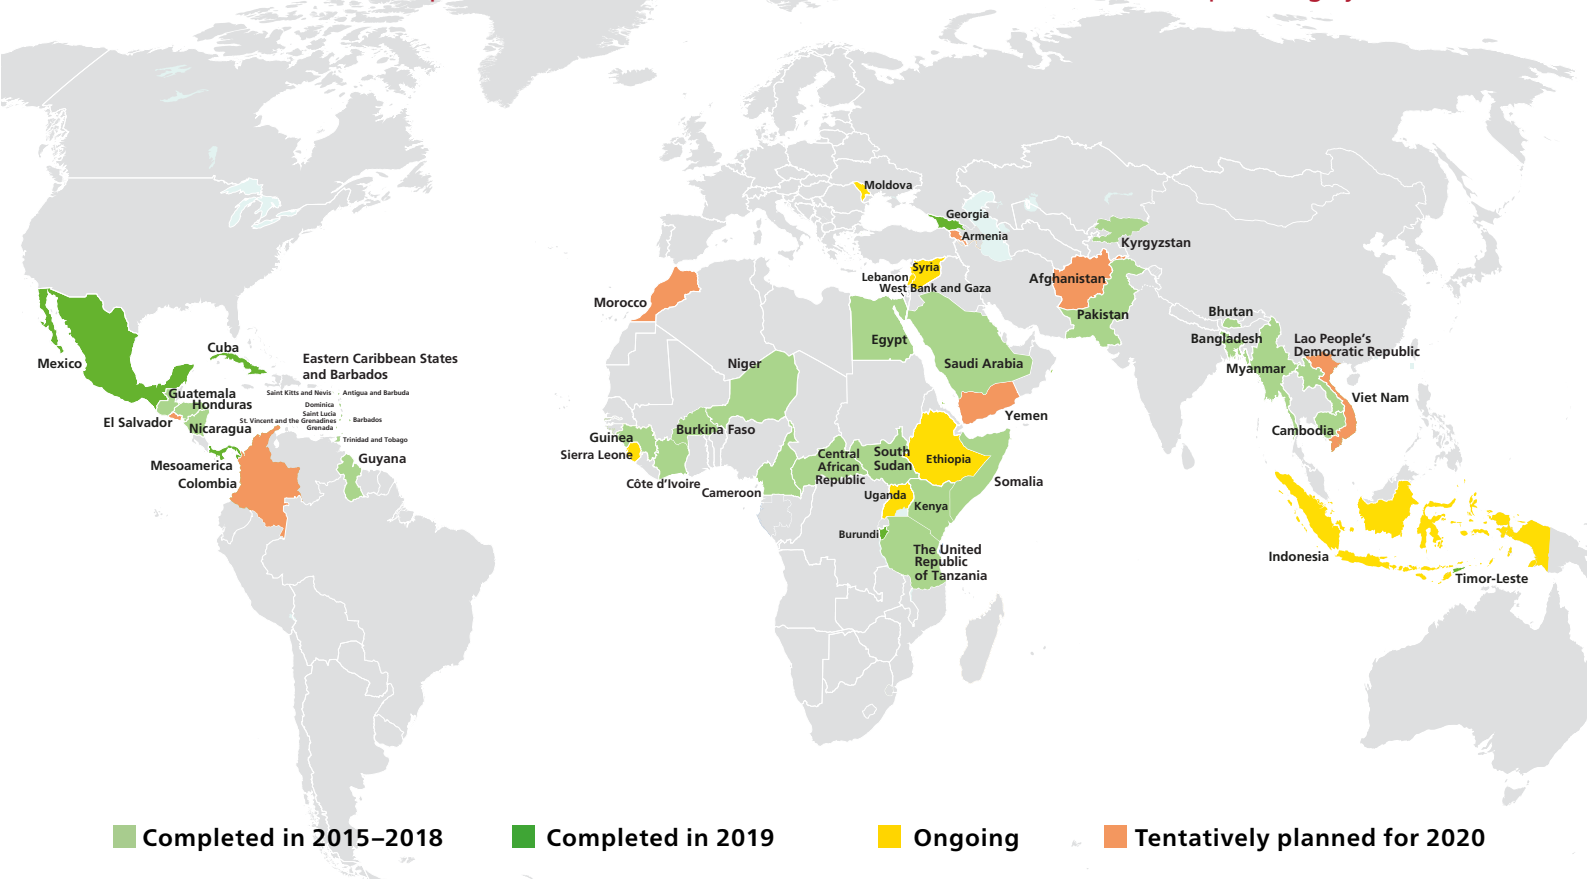 Moldova
Georgia
Armenia
Kyrgyzstan
Syria
Lebanon
West Bank and Gaza
Afghanistan
Morocco
Pakistan
Bhutan
Egypt
Bangladesh
Lao People’s
Democratic Republic
Cuba
Eastern Caribbean States
and Barbados
Mexico
Niger
Saudi Arabia
Myanmar
Guatemala
Saint Kitts and Nevis
Antigua and Barbuda
Honduras
Dominica
Saint Lucia
Viet Nam
El Salvador
St. Vincent and the Grenadines
Barbados
Grenada
Nicaragua
Yemen
Burkina Faso
Cambodia
Guinea
Trinidad and Tobago
Sierra Leone
Guyana
Central
African
Republic
South
Sudan
Ethiopia
Mesoamerica
Colombia
Côte d’Ivoire
Cameroon
Somalia
Uganda
Kenya
Burundi
The United
Republic
of Tanzania
Indonesia
Timor-Leste
Completed in 2015–2018
Completed in 2019
Ongoing
Tentatively planned for 2020